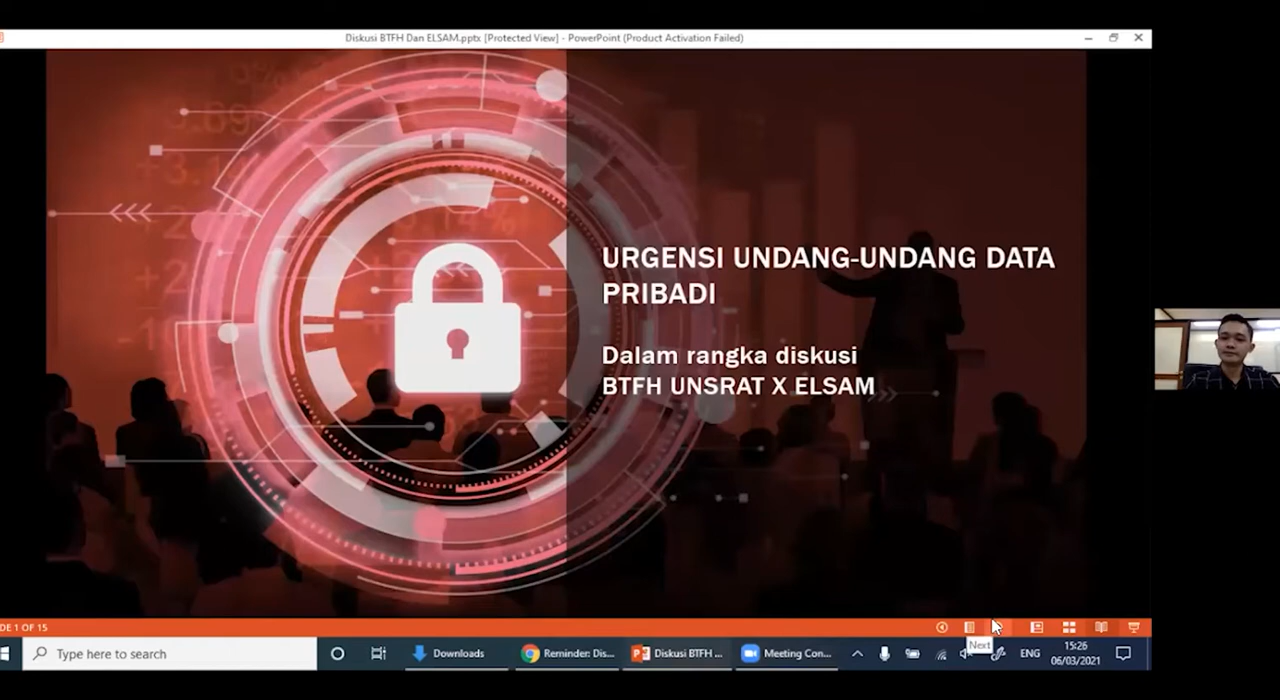 Diskusi BTFH Dan ELSAM.pptx [Protected View] - PowerPoint (Product Activation Failed)
URGENSI UNDANG-UNDANG DATA
PRIBADI
Dalam rangka diskusi
BTFH UNSRAT X ELSAM
DE 1 OF 15
Next
Type here to search
Downloads
Reminder: Dis...
Diskusi BTFH ...
Meeting Con...
ENG
15:26
06/03/2021